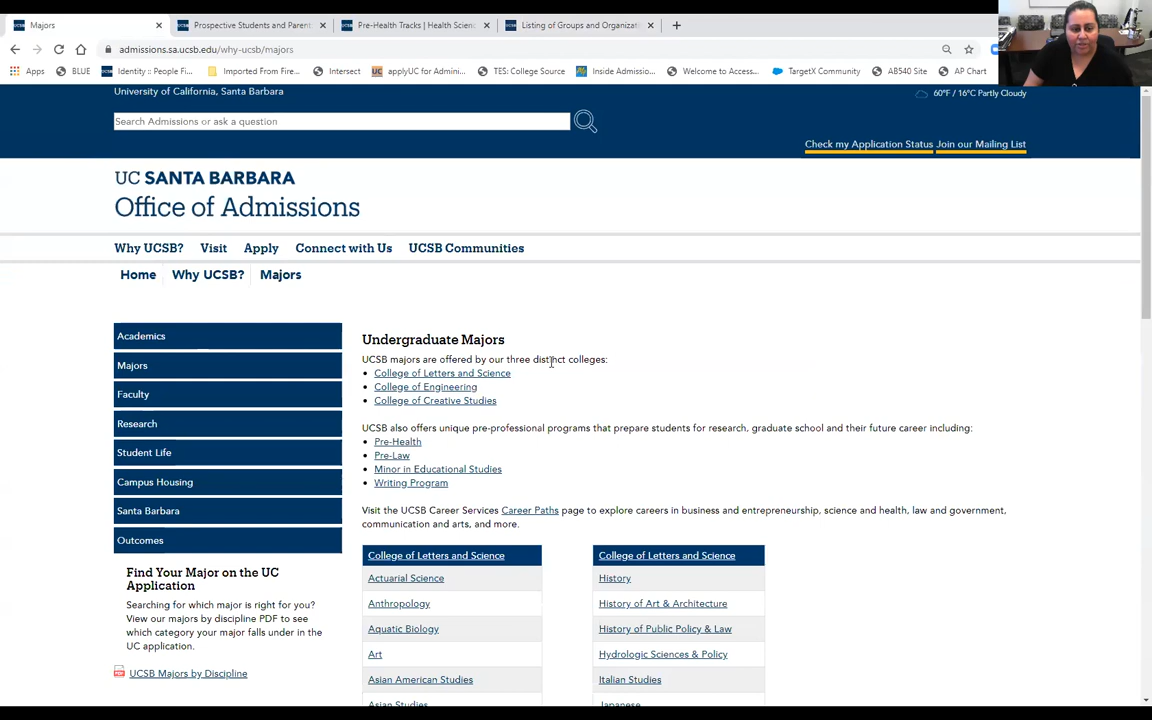 Majors
Prospective Students and Parent
Pre-Health Tracks | Health Scienc
Listing of Groups and Organizat
admissions.sa.ucsb.edu/why-ucsb/majors
Apps BLUE Identity :: People Fi... Imported From Fire... Intersect applyUC for Admini... TES: College Source Inside Admissio... Welcome to Access... TargetX Community AB540 Site AP Chart
University of California, Santa Barbara
60°F / 16°C Partly Cloudy
Search Admissions or ask a question
Check my Application Status Join our Mailing List
UC SANTA BARBARA
Office of Admissions
Why UCSB? Visit Apply Connect with Us UCSB Communities
Home Why UCSB? Majors
Academics
Majors
Faculty
Research
Student Life
Campus Housing
Santa Barbara
Outcomes
Find Your Major on the UC
Application
Searching for which major is right for you?
View our majors by discipline PDF to see
which category your major falls under in the
UC application.
UCSB Majors by Discipline
Undergraduate Majors
UCSB majors are offered by our three distinct colleges:
College of Letters and Science
College of Engineering
College of Creative Studies
UCSB also offers unique pre-professional programs that prepare students for research, graduate school and their future career including:
Pre-Health
Pre-Law
Minor in Educational Studies
Writing Program
Visit the UCSB Career Services Career Paths page to explore careers in business and entrepreneurship, science and health, law and government,
communication and arts, and more.
College of Letters and Science
Actuarial Science
Anthropology
Aquatic Biology
Art
Asian American Studies
Asian Studies
College of Letters and Science
History
History of Art & Architecture
History of Public Policy & Law
Hydrologic Sciences & Policy
Italian Studies
Japanese